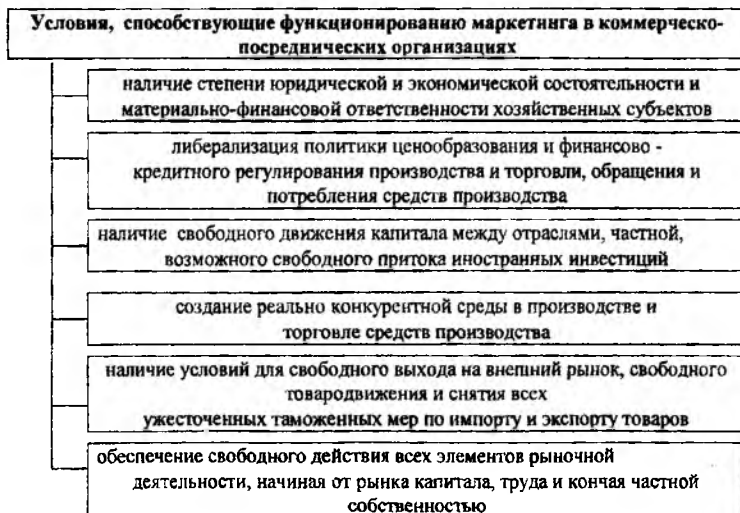 Условия, способствующие функционированию маркетинга в коммерческо-
посреднических организациях
наличие степени юридической и экономической состоятельности и
материально-финансовой ответственности хозяйственных субъектов
либерализация политики ценообразования и финансово -
кредитного регулирования производства и торговли, обращения и
потребления средств производства
наличие свободного движения капитала между отраслями, частной,
возможного свободного притока иностранных инвестиций
создание реально конкурентной среды в производстве и
торговле средств производства
наличие условий для свободного выхода на внешний рынок, свободного
товародвижения и снятия всех
ужесточенных таможенных мер по импорту и экспорту товаров
обеспечение свободного действия всех элементов рыночной
деятельности, начиная от рынка капитала, труда и кончая частной
собственностью